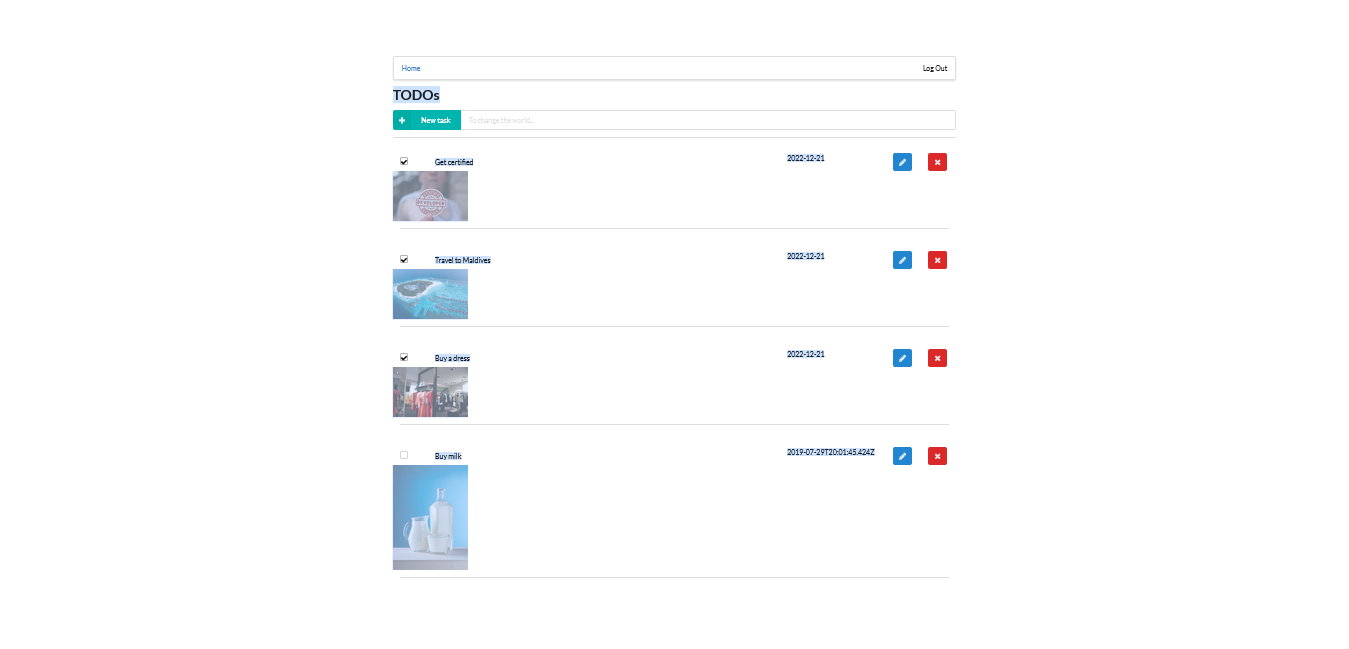 Home
Log Out
TODOs
New task
To change the world...
Get certified
2022-12-21
DEVELOPER
Travel to Maldives
2022-12-21
Buy a dress
2022-12-21
Buy milk
2019-07-29T20:01:45.424Z